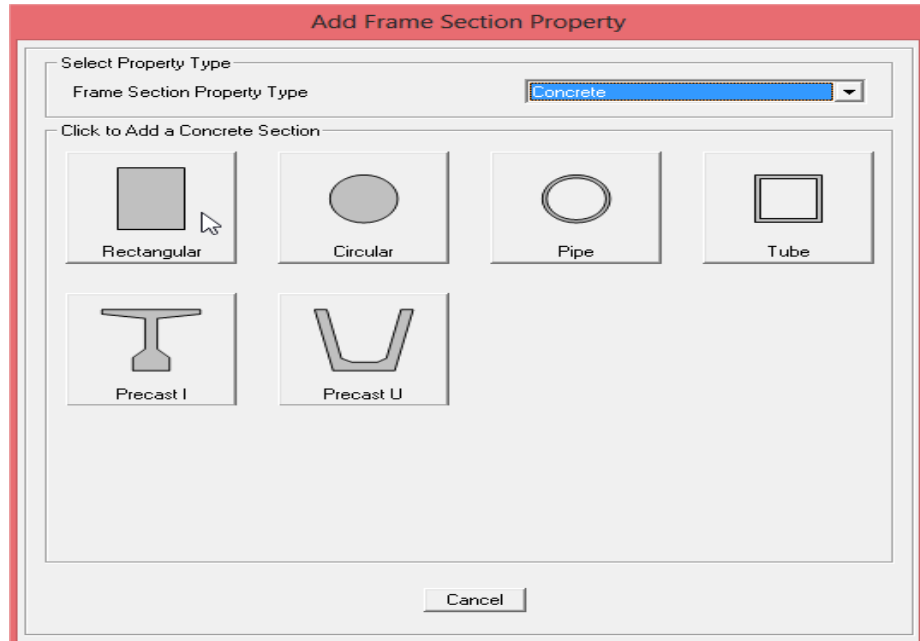 Add Frame Section Property
Select Property Type
Frame Section Property Type
Concrete
Click to Add a Concrete Section
Rectangular
Circular
Pipe
Tube
Precast I
Precast U
Cancel